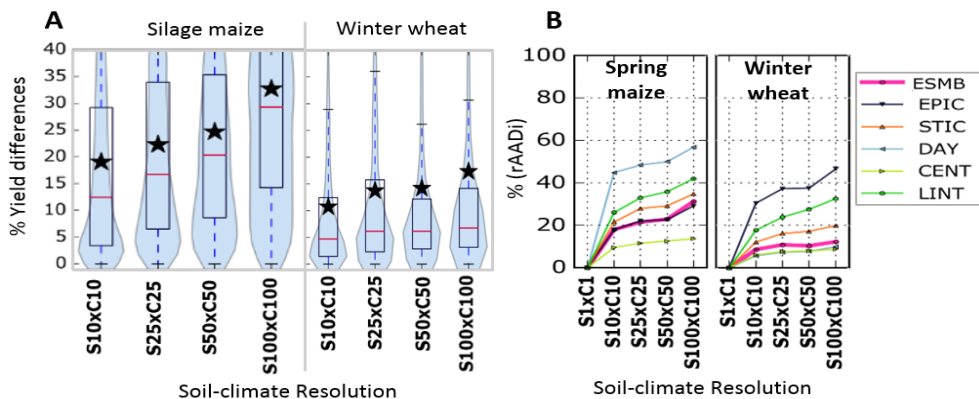 A
Silage maize
Winter wheat
% Yield differences
40
35
30
25
20
15
10
5
0
S10xC10
S25xC25
S50xC50
S100xC100
S10xC10
S25xC25
S50xC50
S100xC100
Soil-climate Resolution
B
% (rAADi)
100
80
60
40
20
0
Spring
maize
Winter
wheat
S1xC1
S10xC10
S25xC25
S50xC50
S100xC100
S1xC1
S10xC10
S25xC25
S50xC50
S100xC100
Soil-climate Resolution
ESMB
EPIC
STIC
DAY
CENT
LINT